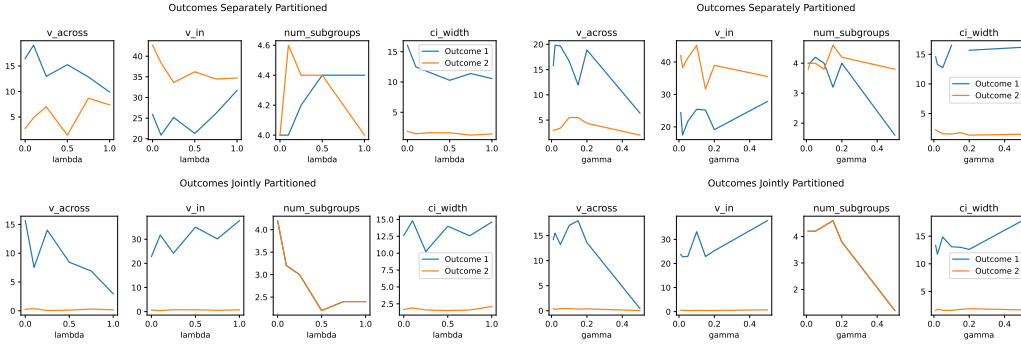 Outcomes Separately Partitioned
v_across
v_in
num_subgroups
ci_width
15
10
5
0.0 0.5 1.0
lambda
40
35
30
25
20
0.0 0.5 1.0
lambda
4.6
4.4
4.2
4.0
0.0 0.5 1.0
lambda
15
10
5
Outcome 1
Outcome 2
0.0 0.5 1.0
lambda
Outcomes Separately Partitioned
v_across
v_in
num_subgroups
ci_width
20
15
10
5
0.0 0.2 0.4
gamma
40
30
20
0.0 0.2 0.4
gamma
4
3
2
0.0 0.2 0.4
gamma
15
10
5
Outcome 1
Outcome 2
0.0 0.2 0.4
gamma
Outcomes Jointly Partitioned
v_across
v_in
num_subgroups
ci_width
15
10
5
0
0.0 0.5 1.0
lambda
30
20
10
0
0.0 0.5 1.0
lambda
4.0
3.5
3.0
2.5
0.0 0.5 1.0
lambda
15.0
12.5
10.0
7.5
5.0
2.5
Outcome 1
Outcome 2
0.0 0.5 1.0
lambda
Outcomes Jointly Partitioned
v_across
v_in
num_subgroups
ci_width
15
10
5
0
0.0 0.2 0.4
gamma
30
20
10
0
0.0 0.2 0.4
gamma
4
3
2
0.0 0.2 0.4
gamma
15
10
5
Outcome 1
Outcome 2
0.0 0.2 0.4
gamma